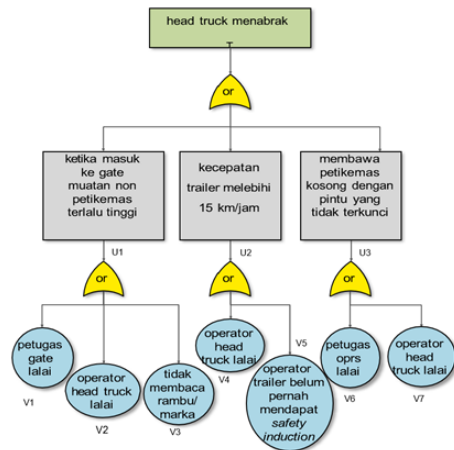 head truck menabrak
T
or
ketika masuk
ke gate
muatan non
petikemas
terlalu tinggi
kecepatan
trailer melebihi
15 km/jam
membawa
petikemas
kosong dengan
pintu yang
tidak terkunci
U1
U2
U3
or
or
or
petugas
gate
lalai
V1
operator
head truck
lalai
V2
tidak
membaca
rambu/
marka
V3
operator
head
truck lalai
V4
V5
operator
trailer belum
pernah
mendapat
safety
induction
petugas
oprs
lalai
V6
operator
head
truck lalai
V7